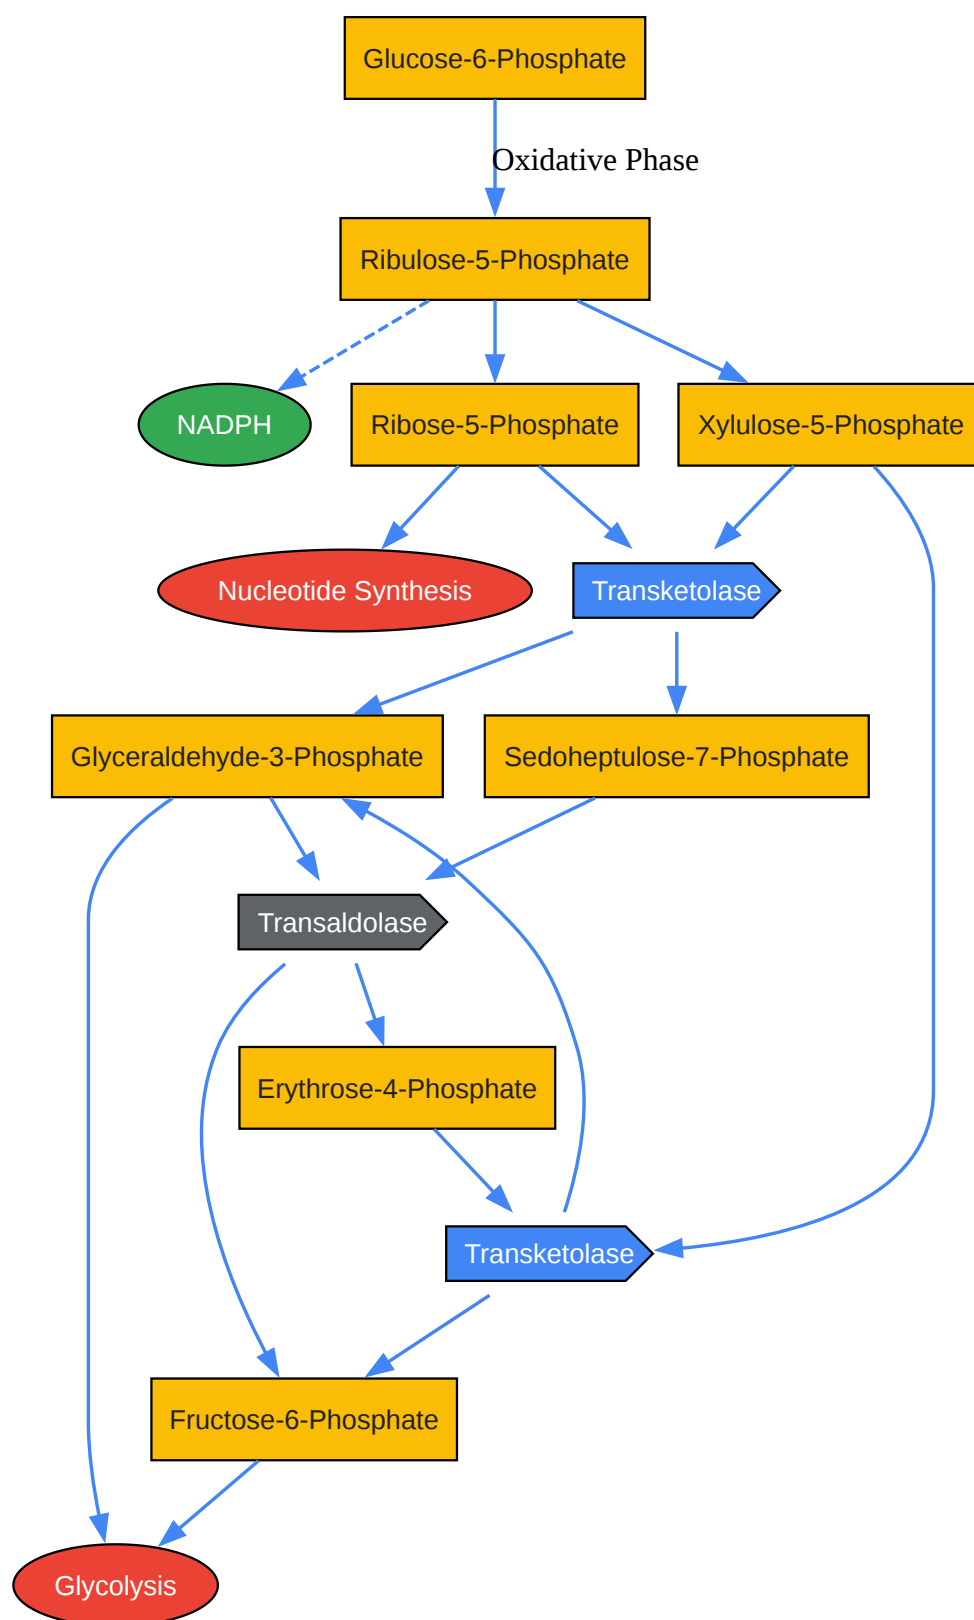 Glucose-6-Phosphate
Oxidative Phase
Ribulose-5-Phosphate
NADPH
Ribose-5-Phosphate
Xylulose-5-Phosphate
Nucleotide Synthesis
Transketolase
Glyceraldehyde-3-Phosphate
Sedoheptulose-7-Phosphate
Transaldolase
Erythrose-4-Phosphate
Transketolase
Fructose-6-Phosphate
Glycolysis